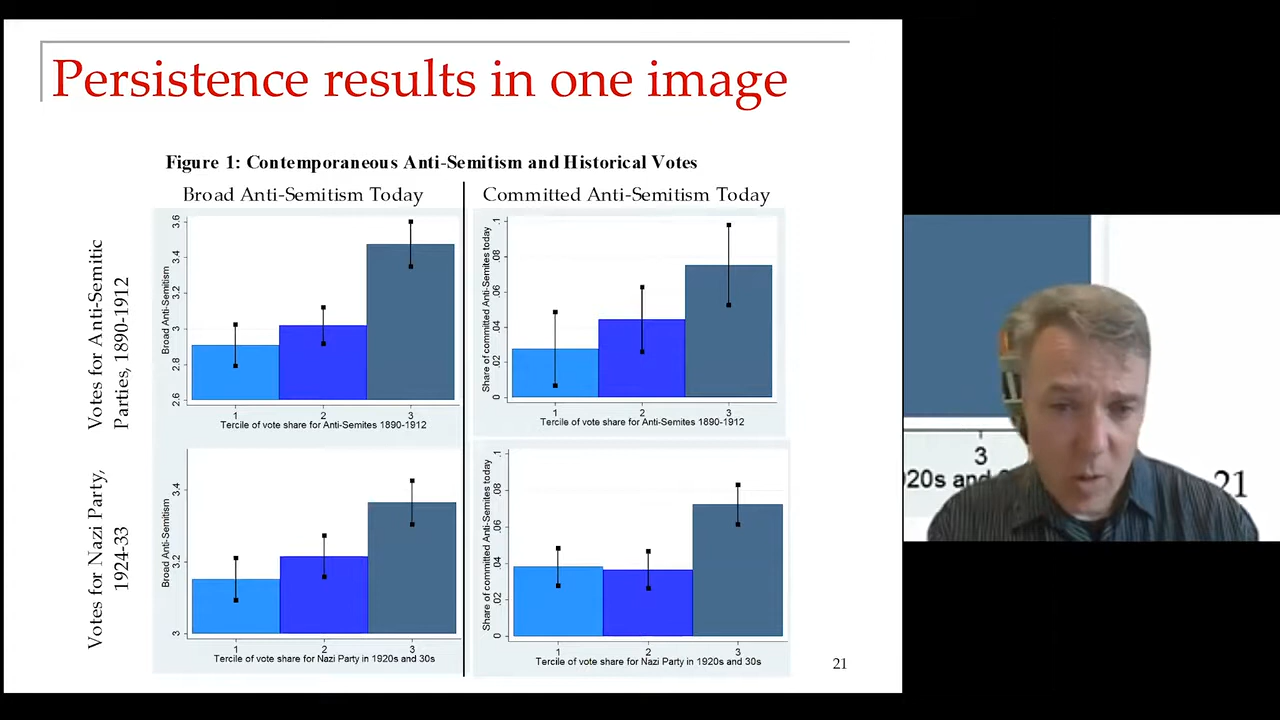 Persistence results in one image
Figure 1: Contemporaneous Anti-Semitism and Historical Votes
Broad Anti-Semitism Today
Committed Anti-Semitism Today
Votes for Anti-Semitic
Parties, 1890-1912
Broad Anti-Semitism
3.6
3.4
3.2
3
2.8
2.6
1 2 3
Tercile of vote share for Anti-Semites 1890-1912
Share of committed Anti-Semites today
.1
.08
.06
.04
.02
0
1 2 3
Tercile of vote share for Anti-Semites 1890-1912
Votes for Nazi Party,
1924-33
Broad Anti-Semitism
3.4
3.2
3
1 2 3
Tercile of vote share for Nazi Party in 1920s and 30s
Share of committed Anti-Semites today
.1
.08
.06
.04
.02
0
1 2 3
Tercile of vote share for Nazi Party in 1920s and 30s
21
3
20s and
21